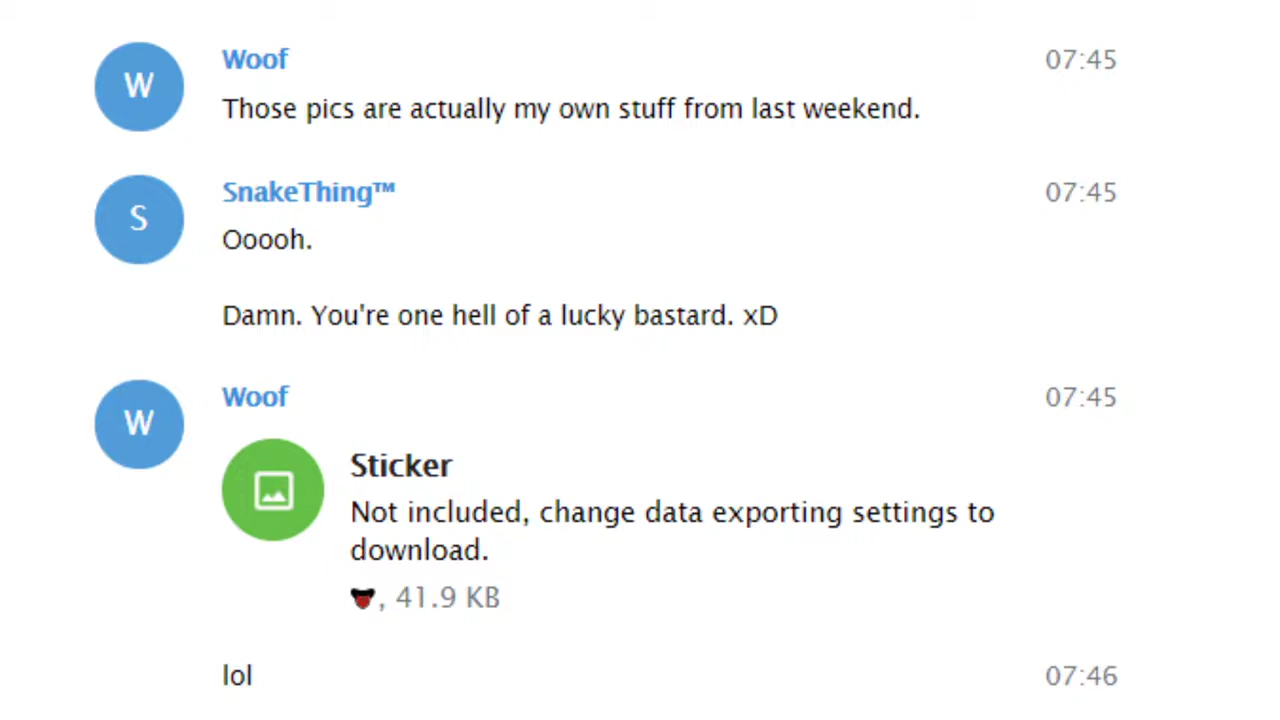 W
Woof 07:45
Those pics are actually my own stuff from last weekend.
S
SnakeThing™ 07:45
Ooooh.
Damn. You're one hell of a lucky bastard. xD
W
Woof 07:45
Sticker
Not included, change data exporting settings to
download.
, 41.9 KB
lol 07:46